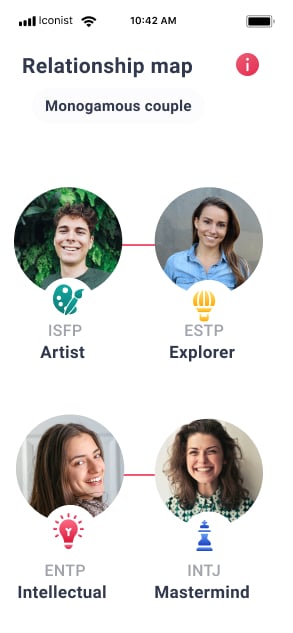 Iconist 10:42 AM
Relationship map
Monogamous couple
ISFP ESTP
Artist Explorer
ENTP INTJ
Intellectual Mastermind